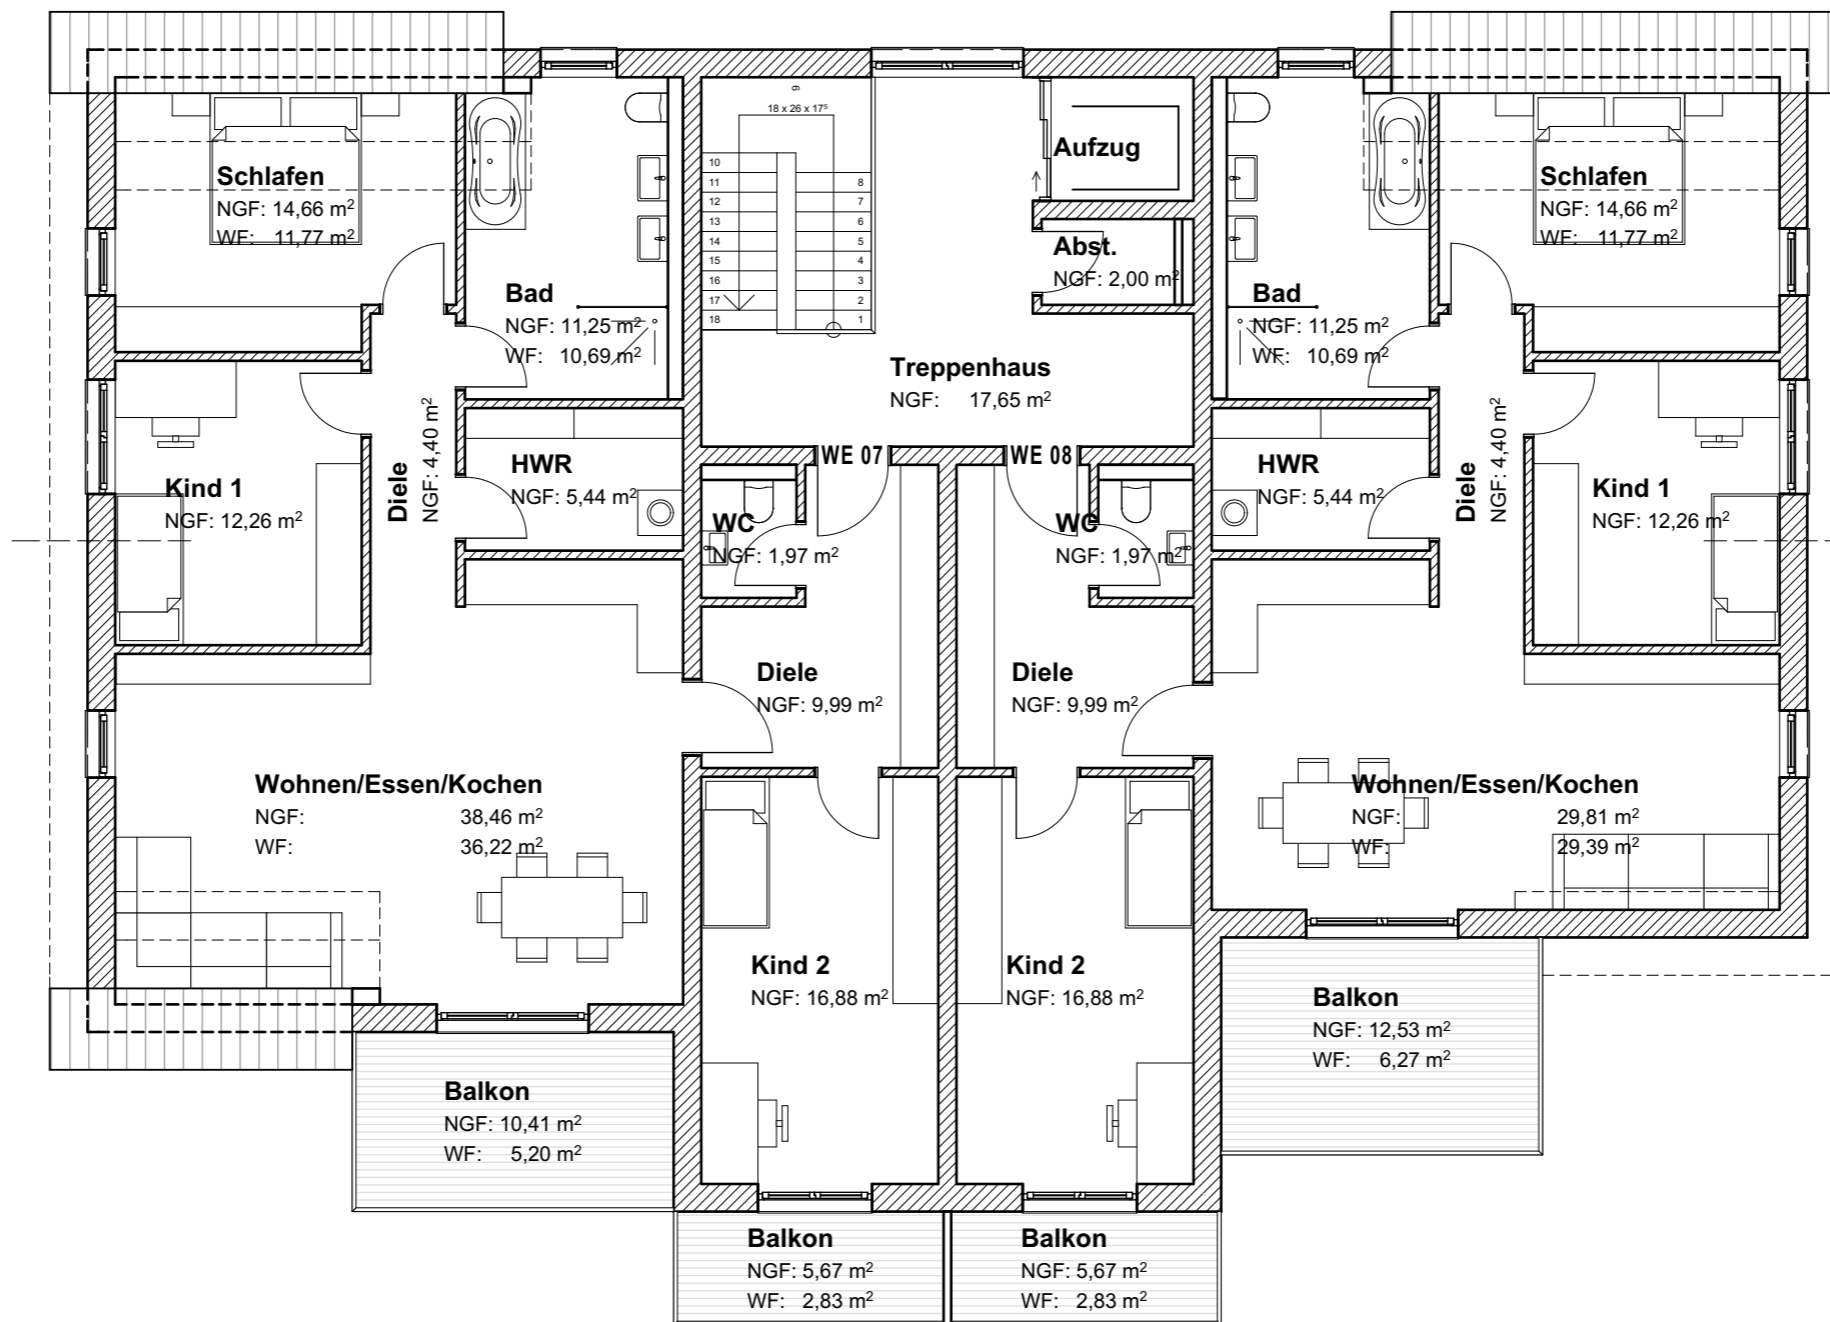 18 x 26 x 17⁵
9
10
11
12
13
14
15
16
17
18
8
7
6
5
4
3
2
1
Aufzug
Schlafen
NGF: 14,66 m²
WF: 11,77 m²
Schlafen
NGF: 14,66 m²
WF: 11,77 m²
Abst.
NGF: 2,00 m²
Bad
NGF: 11,25 m²
WF: 10,69 m²
Bad
NGF: 11,25 m²
WF: 10,69 m²
Treppenhaus
NGF: 17,65 m²
WE 07
WE 08
Kind 1
NGF: 12,26 m²
Diele
NGF: 4,40 m²
HWR
NGF: 5,44 m²
WC
NGF: 1,97 m²
WC
NGF: 1,97 m²
HWR
NGF: 5,44 m²
Diele
NGF: 4,40 m²
Kind 1
NGF: 12,26 m²
Diele
NGF: 9,99 m²
Diele
NGF: 9,99 m²
Wohnen/Essen/Kochen
NGF: 38,46 m²
WF: 36,22 m²
Wohnen/Essen/Kochen
NGF: 29,81 m²
WF: 29,39 m²
Kind 2
NGF: 16,88 m²
Kind 2
NGF: 16,88 m²
Balkon
NGF: 12,53 m²
WF: 6,27 m²
Balkon
NGF: 10,41 m²
WF: 5,20 m²
Balkon
NGF: 5,67 m²
WF: 2,83 m²
Balkon
NGF: 5,67 m²
WF: 2,83 m²